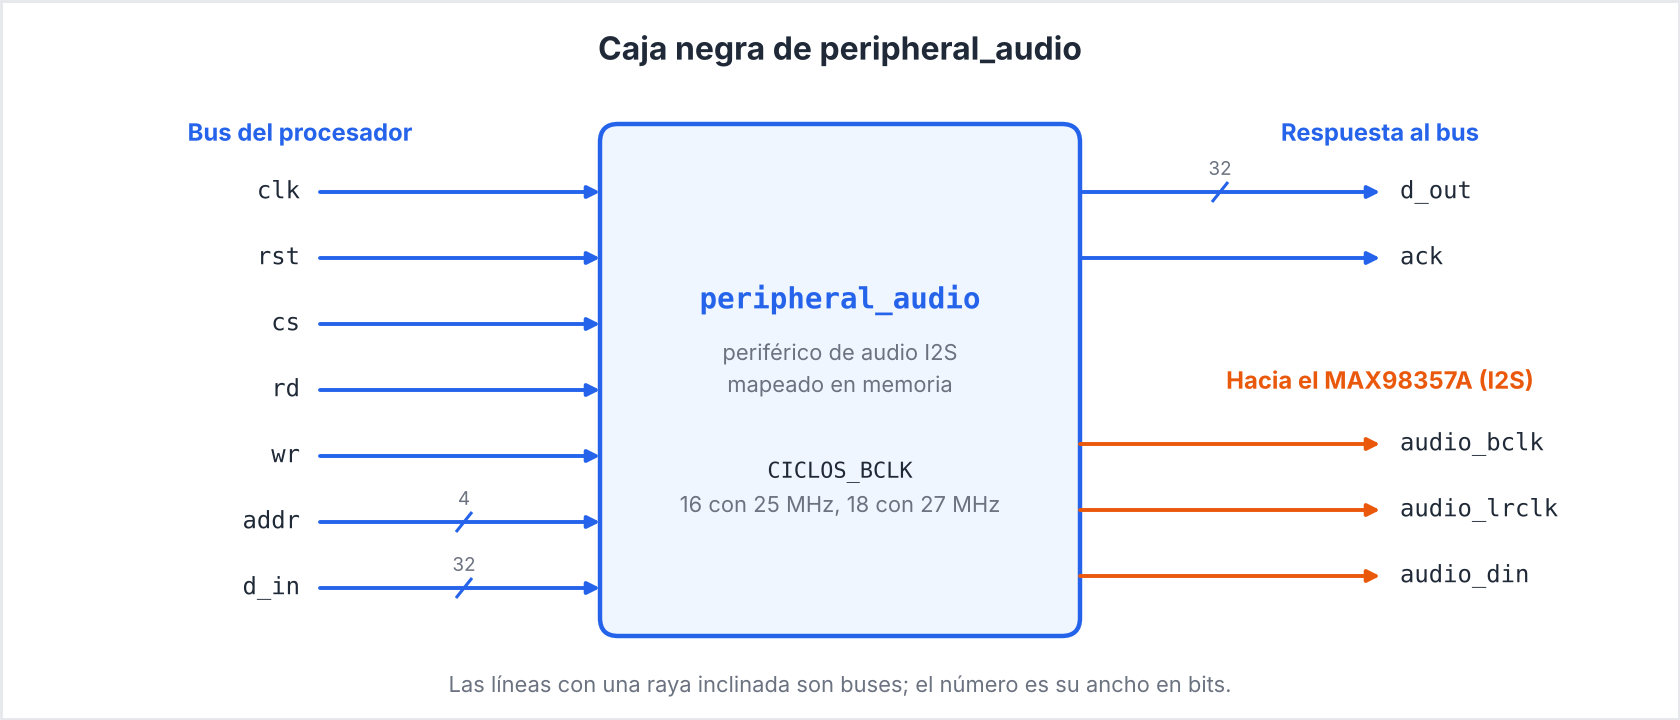 Caja negra de peripheral_audio
Bus del procesador
clk
rst
cs
rd
wr
addr
4
d_in
32
peripheral_audio
periférico de audio I2S
mapeado en memoria
CICLOS_BCLK
16 con 25 MHz, 18 con 27 MHz
Respuesta al bus
32
d_out
ack
Hacia el MAX98357A (I2S)
audio_bclk
audio_lrclk
audio_din
Las líneas con una raya inclinada son buses; el número es su ancho en bits.